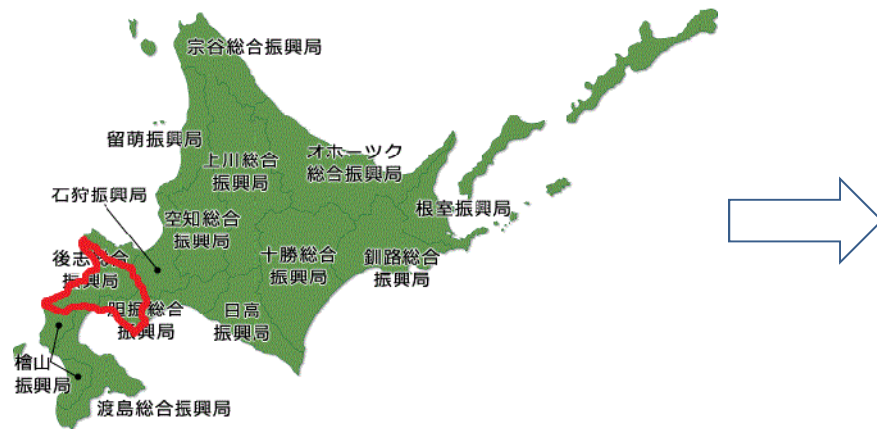 宗谷総合振興局
留萌振興局
上川総合
振興局
オホーツク
総合振興局
石狩振興局
空知総合
振興局
根室振興局
後志総合
振興局
十勝総合
振興局
釧路総合
振興局
胆振総合
振興局
日高
振興局
檜山
振興局
渡島総合振興局